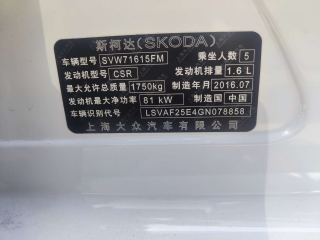 斯柯达(SKODA)
车辆型号 SVW71615FM 乘坐人数 5
发动机型号 CSR 发动机排量 1.6 L
最大允许总质量 1750kg 制造年月 2016.07
发动机最大净功率 81 kW 制造国 中国
车辆识别代号 LSVAF25E4GN078858
上海大众汽车有限公司